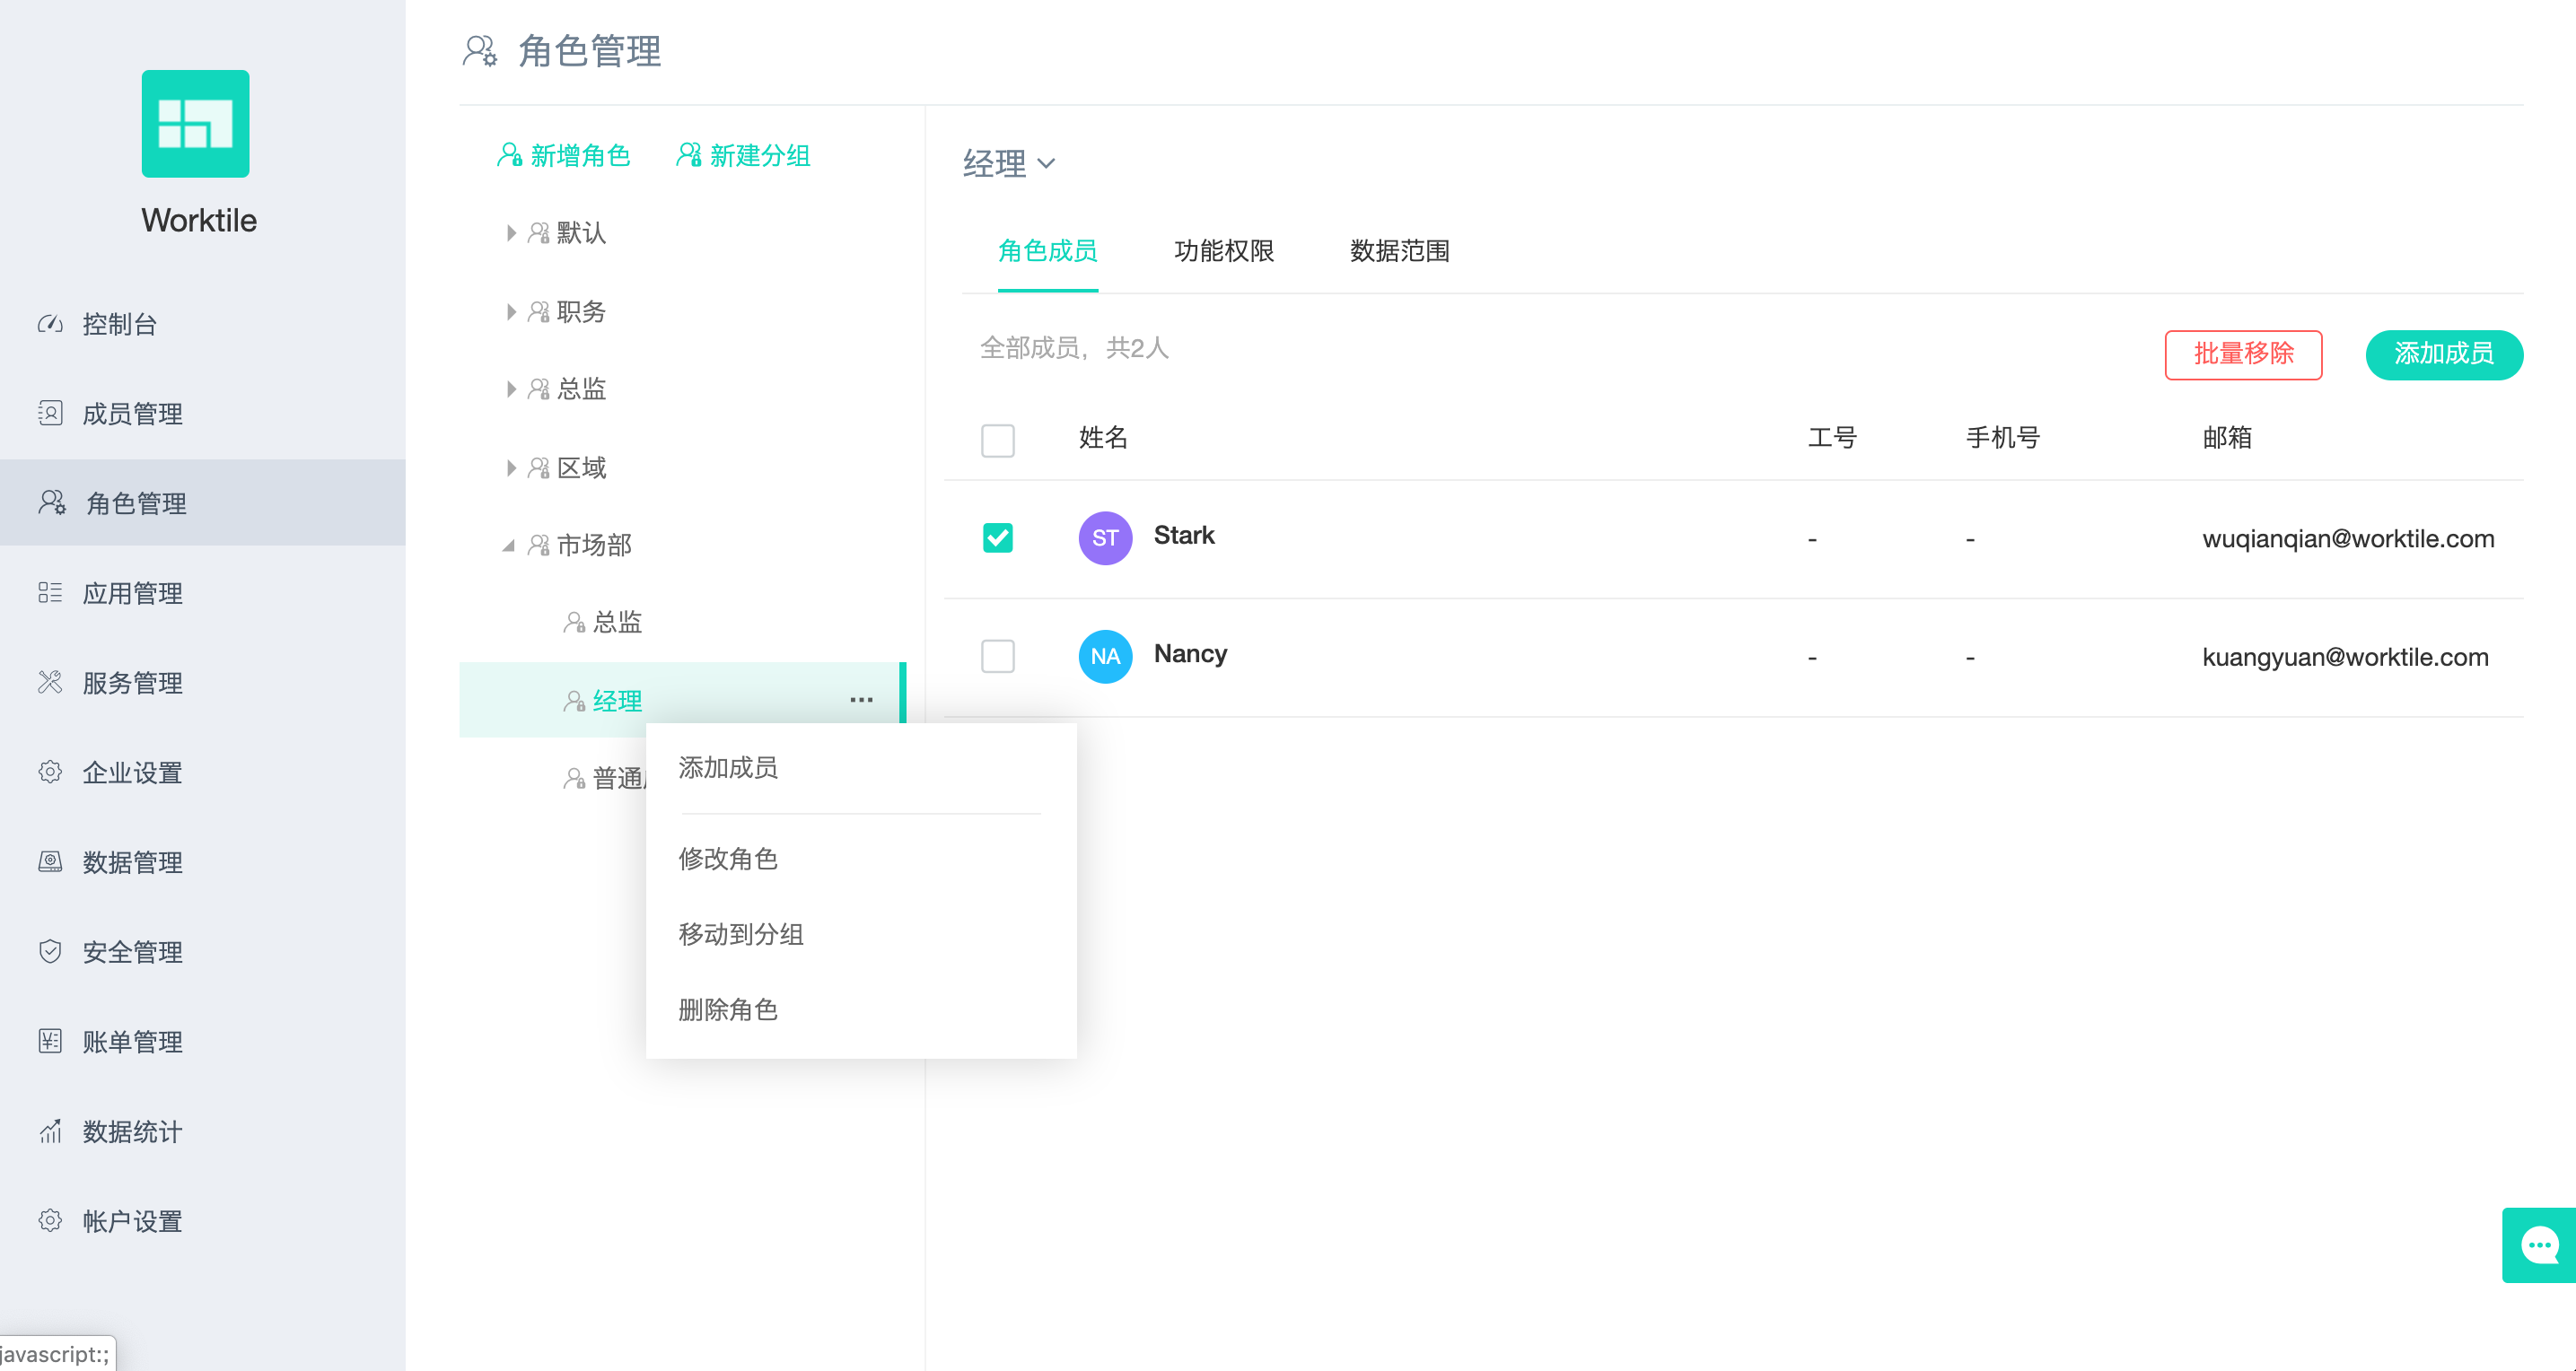 Worktile
控制台
成员管理
角色管理
应用管理
服务管理
企业设置
数据管理
安全管理
账单管理
数据统计
帐户设置
javascript:;
角色管理
新增角色 新建分组
默认
职务
总监
区域
市场部
总监
经理
普通
添加成员
修改角色
移动到分组
删除角色
经理
角色成员 功能权限 数据范围
全部成员，共2人 批量移除 添加成员
姓名 工号 手机号 邮箱
ST Stark - - wuqianqian@worktile.com
NA Nancy - - kuangyuan@worktile.com